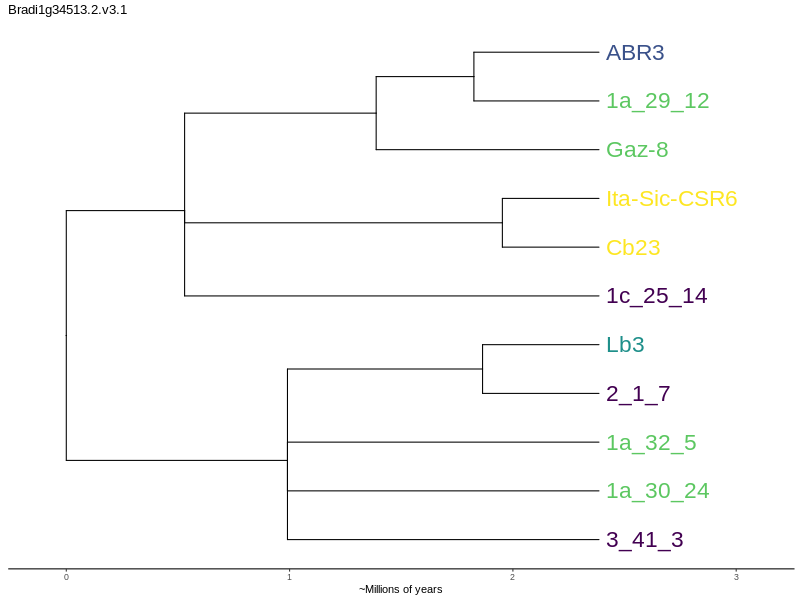 Bradi1g34513.2.v3.1
ABR3
1a_29_12
Gaz-8
Ita-Sic-CSR6
Cb23
1c_25_14
Lb3
2_1_7
1a_32_5
1a_30_24
3_41_3
0 1 2 3
~Millions of years